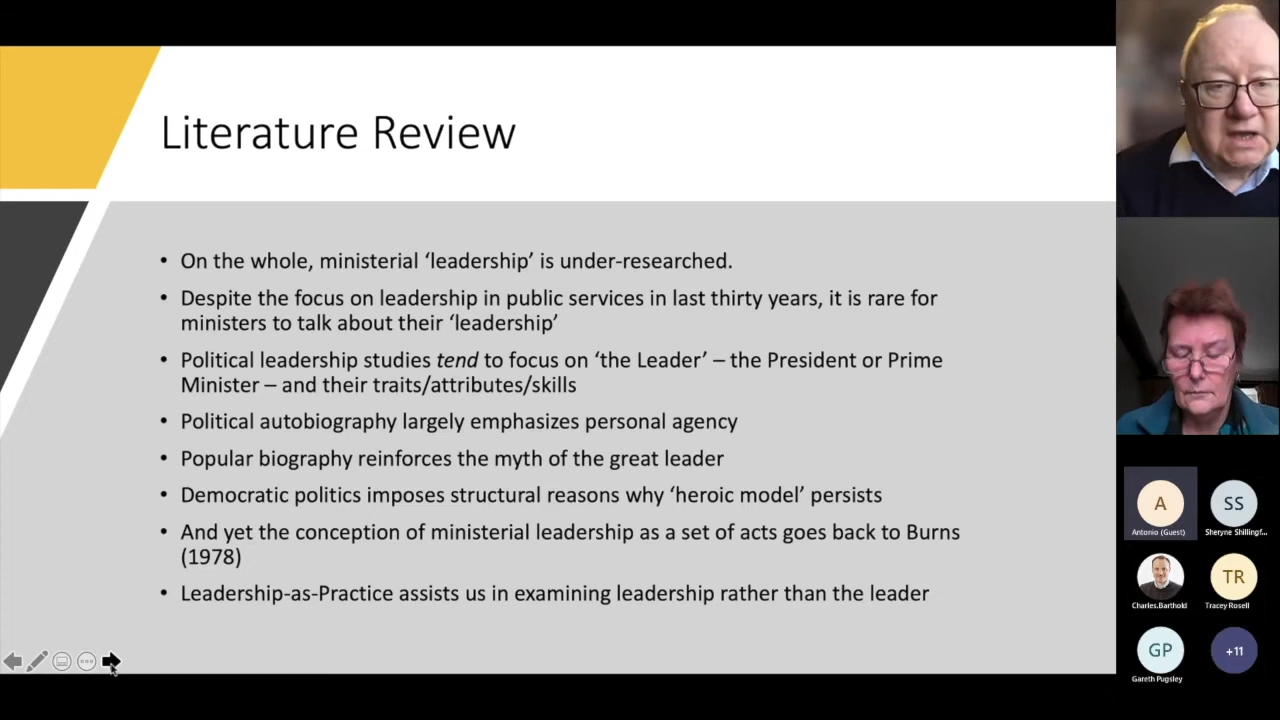 Literature Review
• On the whole, ministerial ‘leadership’ is under-researched.
• Despite the focus on leadership in public services in last thirty years, it is rare for
ministers to talk about their ‘leadership’
• Political leadership studies tend to focus on ‘the Leader’ – the President or Prime
Minister – and their traits/attributes/skills
• Political autobiography largely emphasizes personal agency
• Popular biography reinforces the myth of the great leader
• Democratic politics imposes structural reasons why ‘heroic model’ persists
• And yet the conception of ministerial leadership as a set of acts goes back to Burns
(1978)
• Leadership-as-Practice assists us in examining leadership rather than the leader
A
SS
Antonio (Guest)
Sheryne Shillingf...
TR
Charles.Barthold
Tracey Rosell
GP
+11
Gareth Pugsley